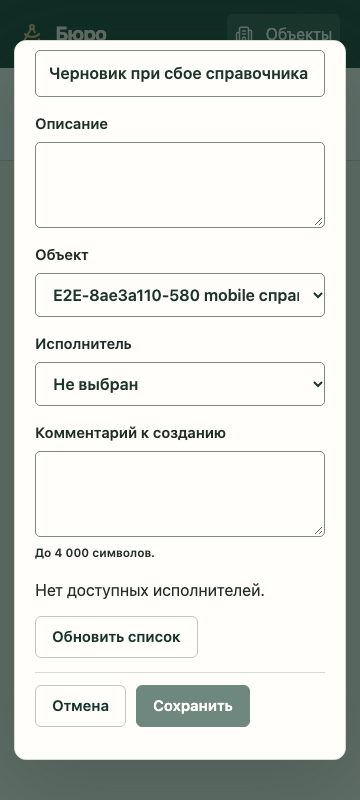 Бюро
Объекты
Черновик при сбое справочника
Описание
Объект
E2E-8ae3a110-580 mobile спра
Исполнитель
Не выбран
Комментарий к созданию
До 4 000 символов.
Нет доступных исполнителей.
Обновить список
Отмена
Сохранить